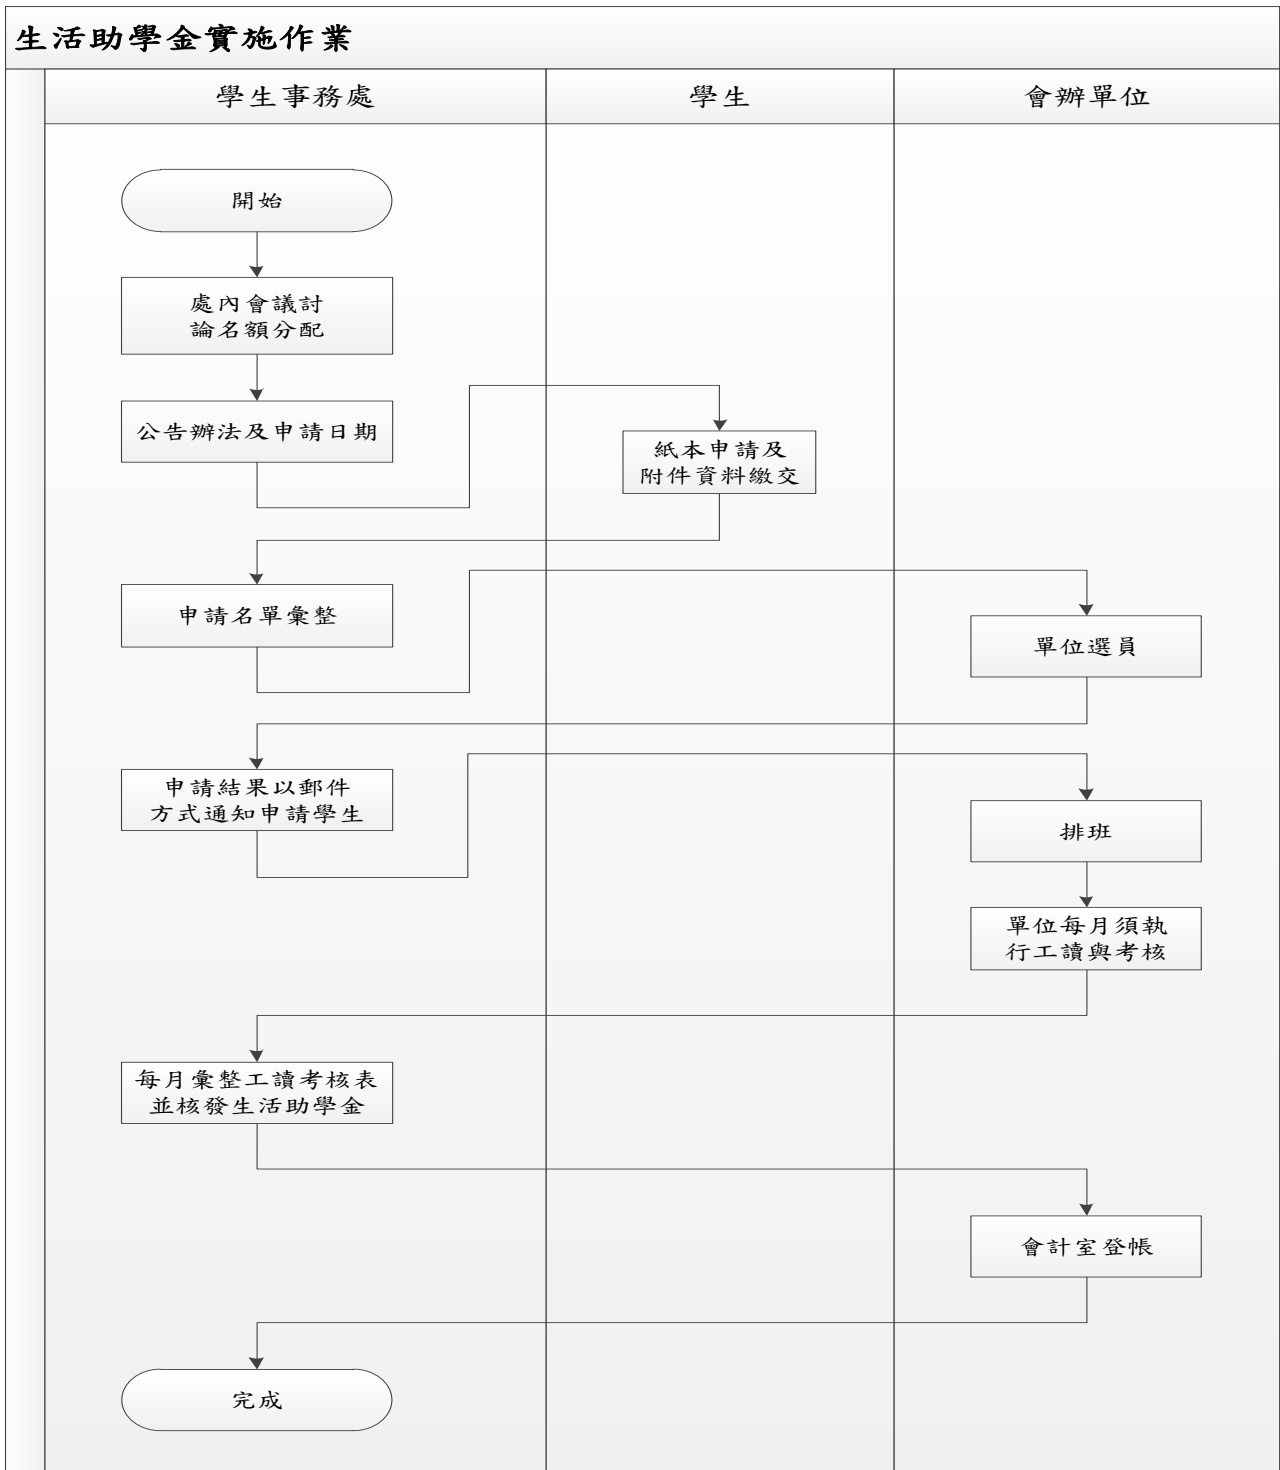 生活助學金實施作業
學生事務處
學生
會辦單位
開始
處內會議討
論名額分配
公告辦法及申請日期
紙本申請及
附件資料繳交
申請名單彙整
單位選員
申請結果以郵件
方式通知申請學生
排班
單位每月須執
行工讀與考核
每月彙整工讀考核表
並核發生活助學金
會計室登帳
完成